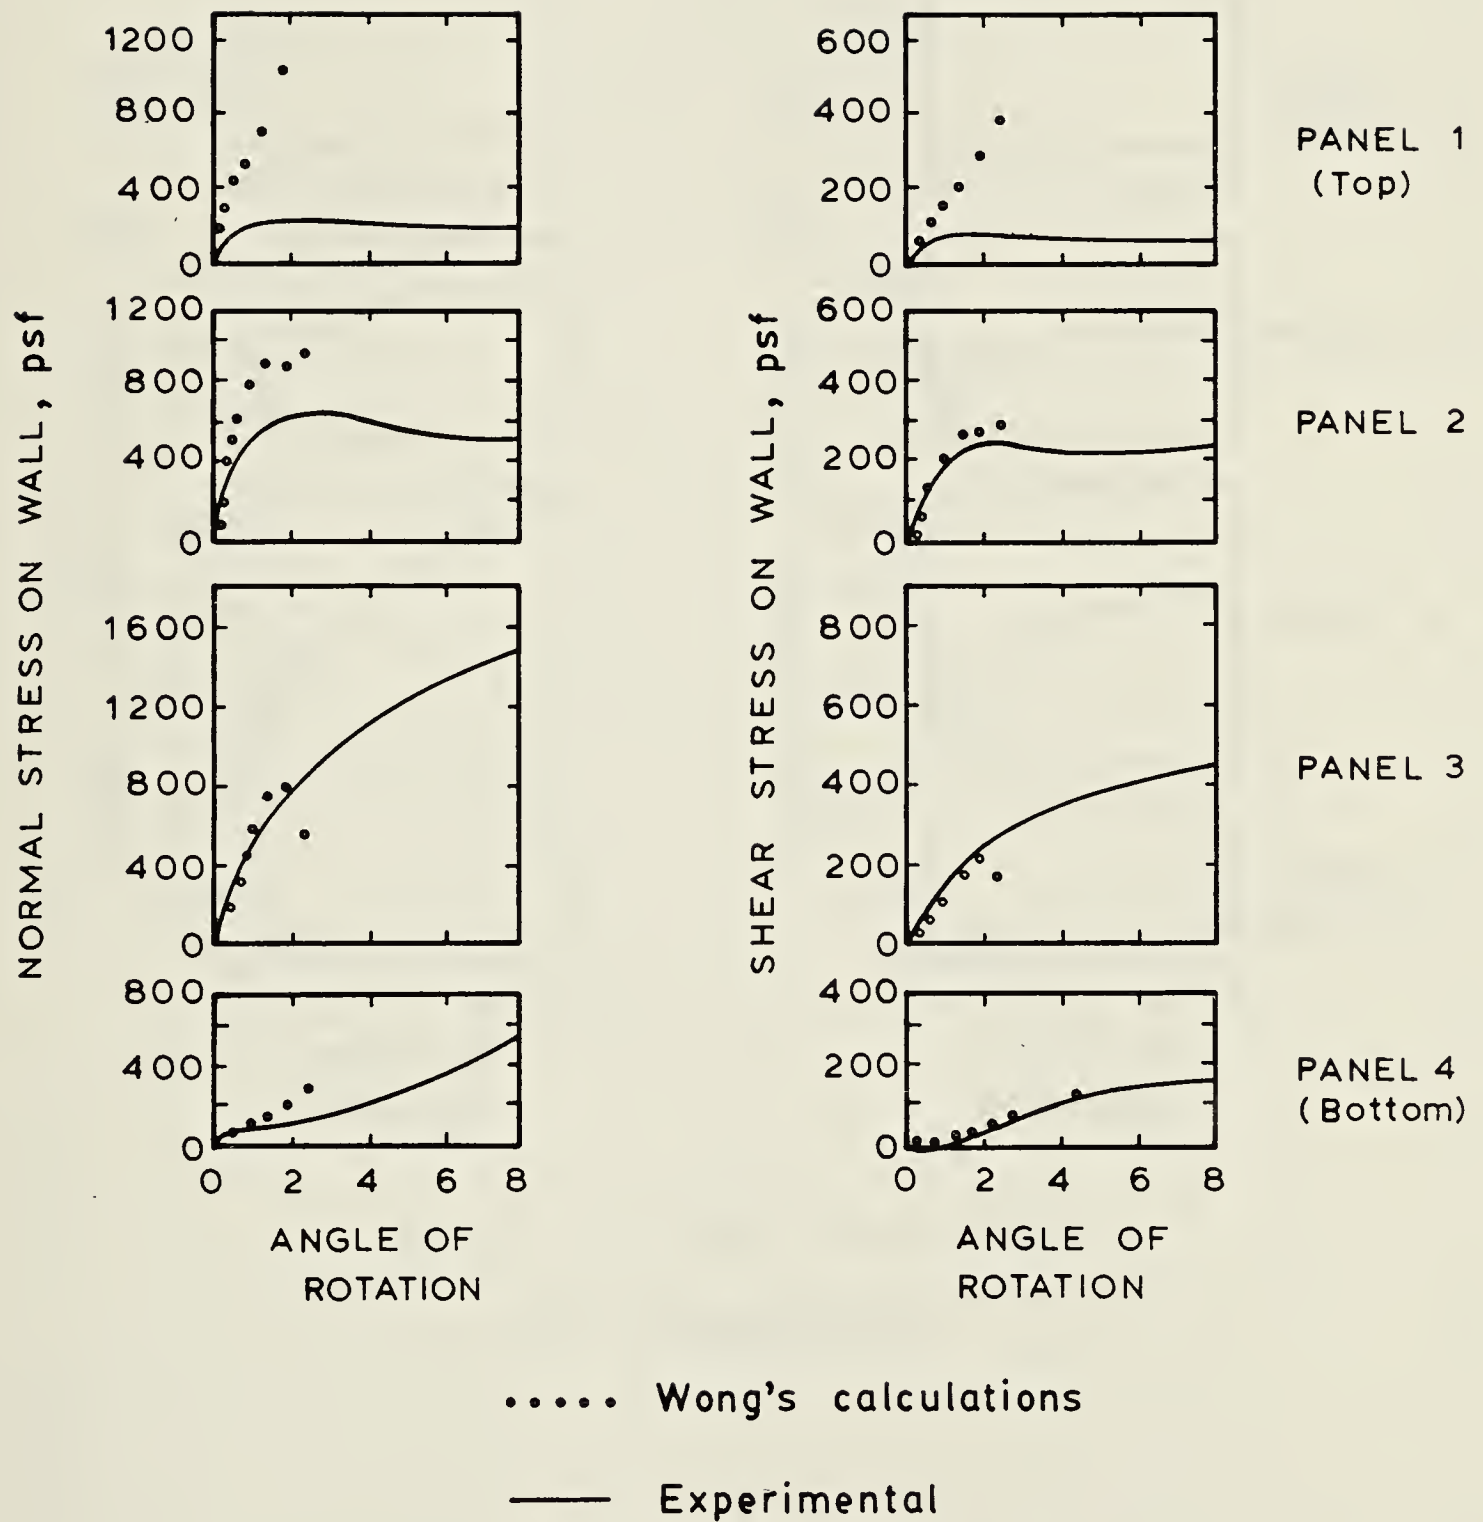 1200
800
400
0
600
400
200
0
PANEL 1
(Top)
1200
800
400
0
600
400
200
0
PANEL 2
NORMAL STRESS ON WALL, psf
SHEAR STRESS ON WALL, psf
1600
1200
800
400
0
800
600
400
200
0
PANEL 3
800
400
0
400
200
0
PANEL 4
(Bottom)
0 2 4 6 8
0 2 4 6 8
ANGLE OF
ROTATION
ANGLE OF
ROTATION
Wong's calculations
Experimental